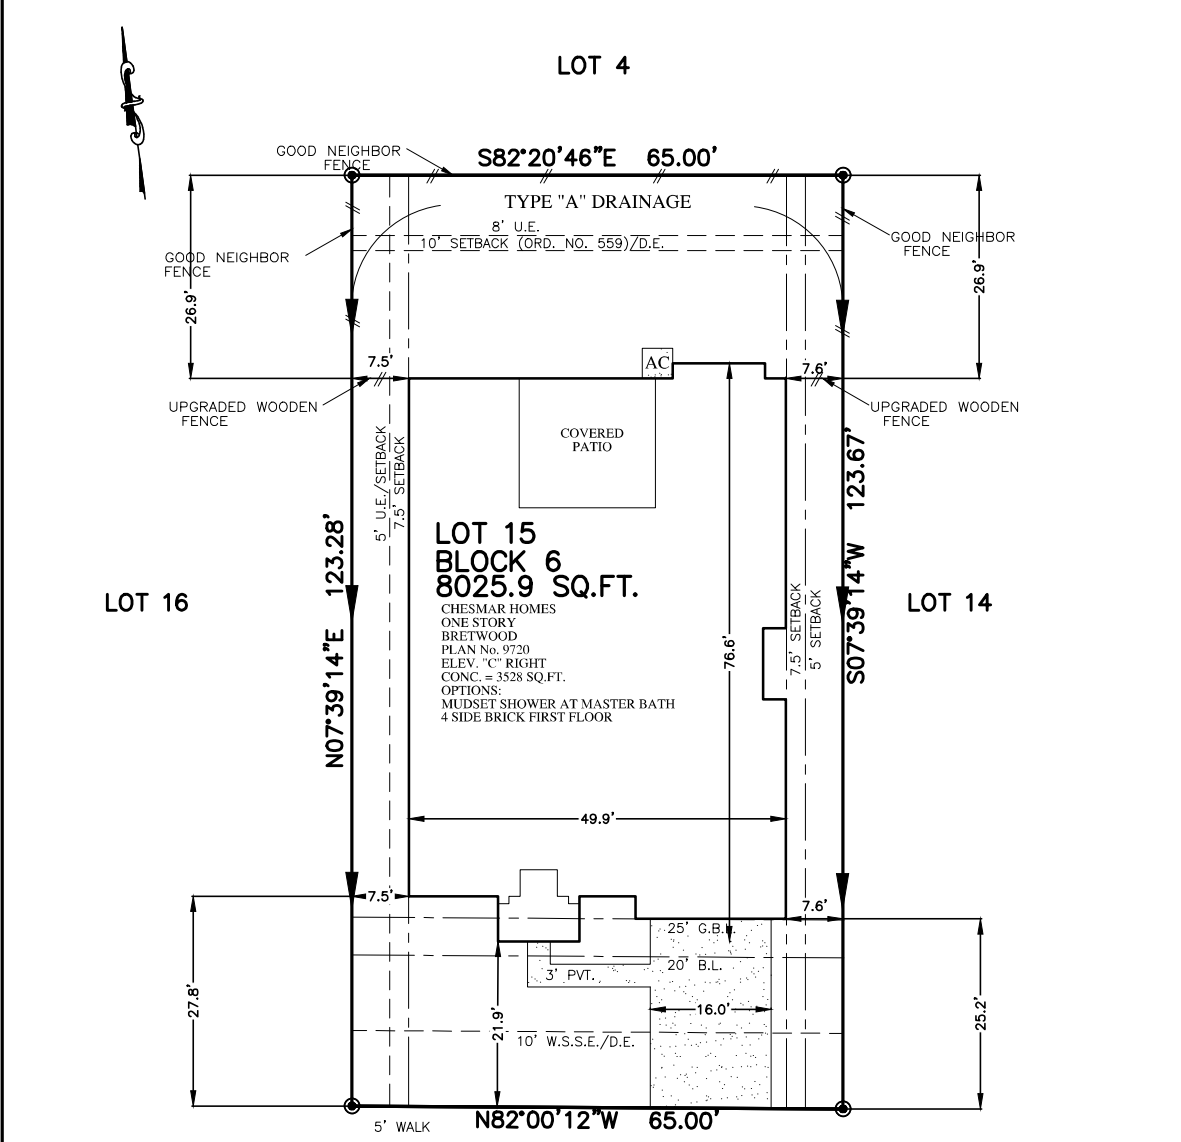 LOT 4
GOOD NEIGHBOR
FENCE
S82°20'46"E 65.00'
TYPE "A" DRAINAGE
8' U.E.
10' SETBACK (ORD. NO. 559)/D.E.
GOOD NEIGHBOR
FENCE
GOOD NEIGHBOR
FENCE
26.9'
26.9'
7.5'
AC
7.6'
UPGRADED WOODEN
FENCE
UPGRADED WOODEN
FENCE
COVERED
PATIO
5' U.E./SETBACK
7.5' SETBACK
N07°39'14"E 123.28'
S07°39'14"W 123.67'
LOT 15
BLOCK 6
8025.9 SQ.FT.
CHESMAR HOMES
ONE STORY
BRETWOOD
PLAN No. 9720
ELEV. "C" RIGHT
CONC. = 3528 SQ.FT.
OPTIONS:
MUDSET SHOWER AT MASTER BATH
4 SIDE BRICK FIRST FLOOR
LOT 16
LOT 14
76.6'
7.5' SETBACK
5' SETBACK
49.9'
7.5'
7.6'
25' G.B.L.
20' B.L.
3' PVT.
27.8'
21.9'
16.0'
25.2'
10' W.S.S.E./D.E.
N82°00'12"W 65.00'
5' WALK